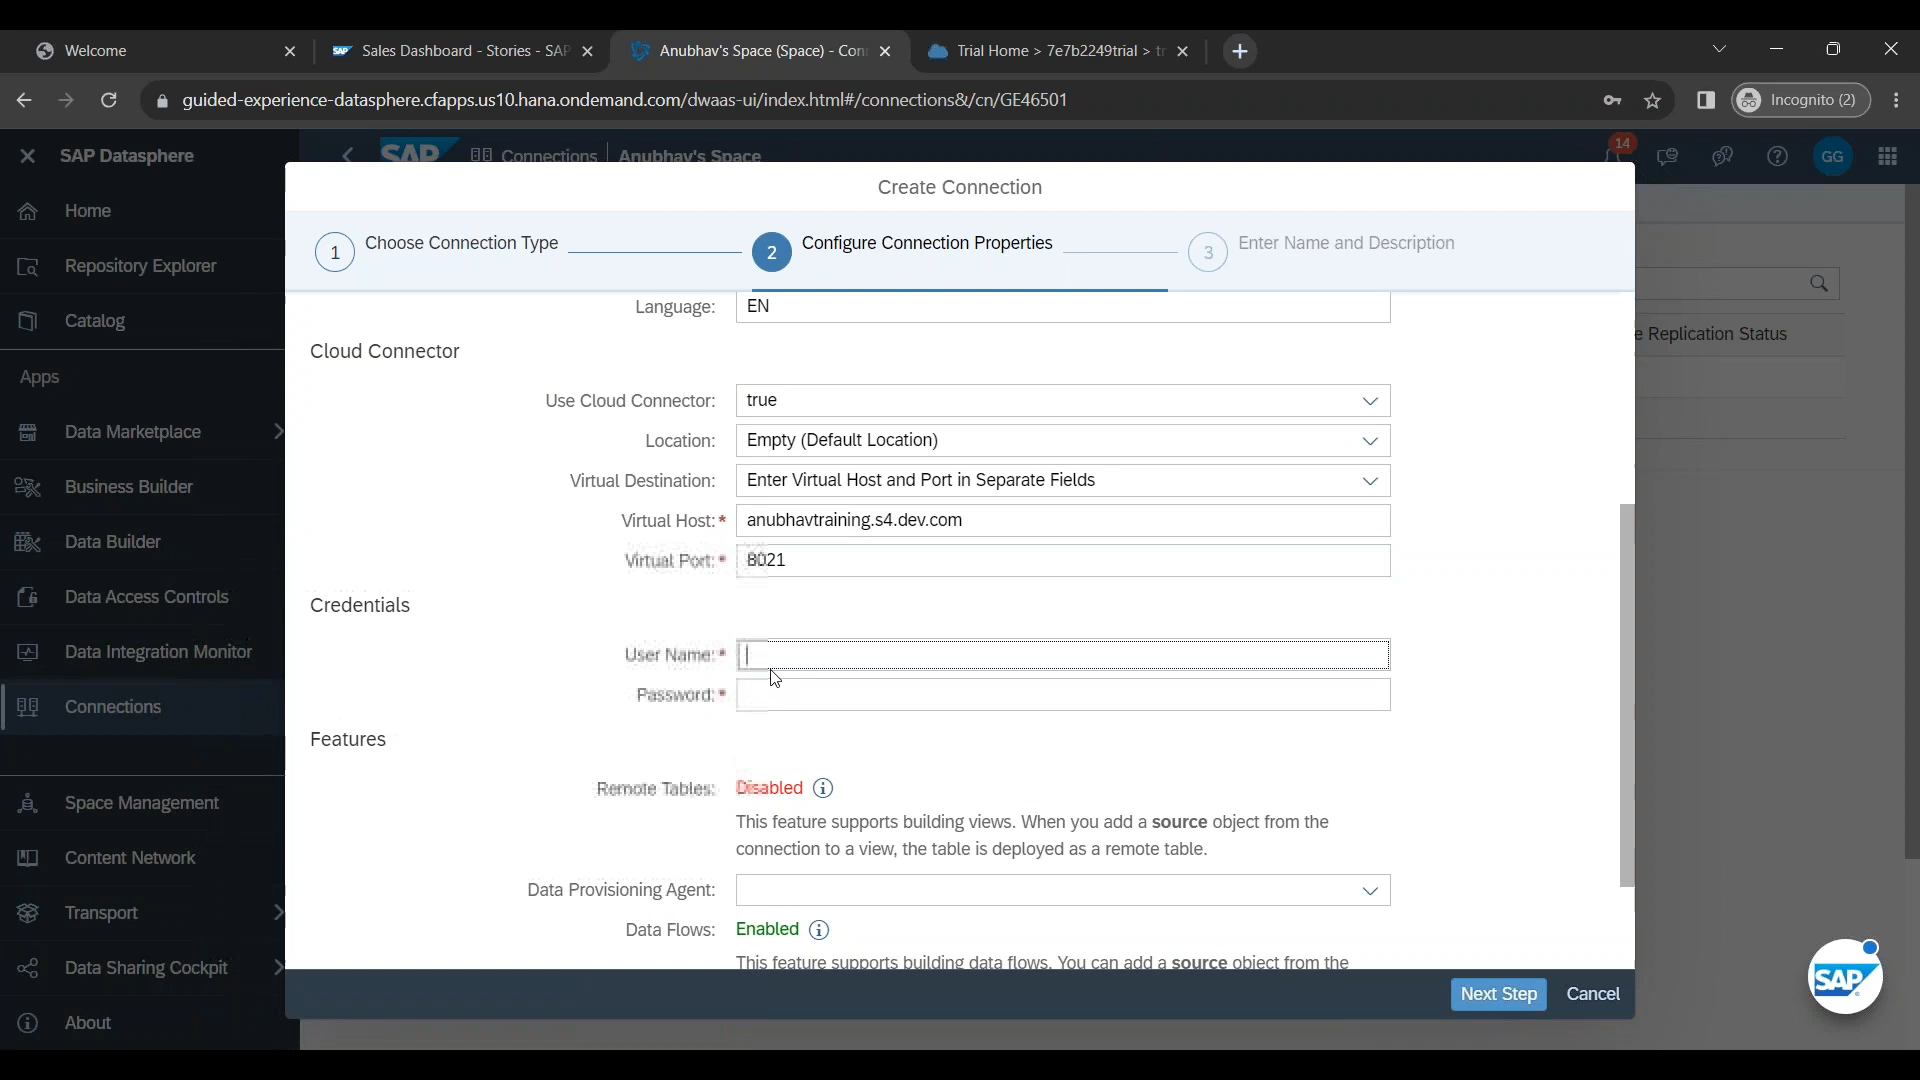 Welcome
SAP Sales Dashboard - Stories - SAP
Anubhav's Space (Space) - Con
Trial Home > 7e7b2249trial > tr
guided-experience-datasphere.cfapps.us10.hana.ondemand.com/dwaas-ui/index.html#/connections&/cn/GE46501
Incognito (2)
SAP Datasphere
SAP Connections Anubhav's Space
14
GG
Create Connection
1 Choose Connection Type
2 Configure Connection Properties
3 Enter Name and Description
Home
Repository Explorer
Catalog
Apps
Data Marketplace
Business Builder
Data Builder
Data Access Controls
Data Integration Monitor
Connections
Space Management
Content Network
Transport
Data Sharing Cockpit
About
Language: EN
Cloud Connector
Use Cloud Connector: true
Location: Empty (Default Location)
Virtual Destination: Enter Virtual Host and Port in Separate Fields
Virtual Host:* anubhavtraining.s4.dev.com
Virtual Port:* 8021
Credentials
User Name:*
Password:*
Features
Remote Tables: Disabled
This feature supports building views. When you add a source object from the
connection to a view, the table is deployed as a remote table.
Data Provisioning Agent:
Data Flows: Enabled
This feature supports building data flows. You can add a source object from the
Next Step Cancel
e Replication Status
SAP